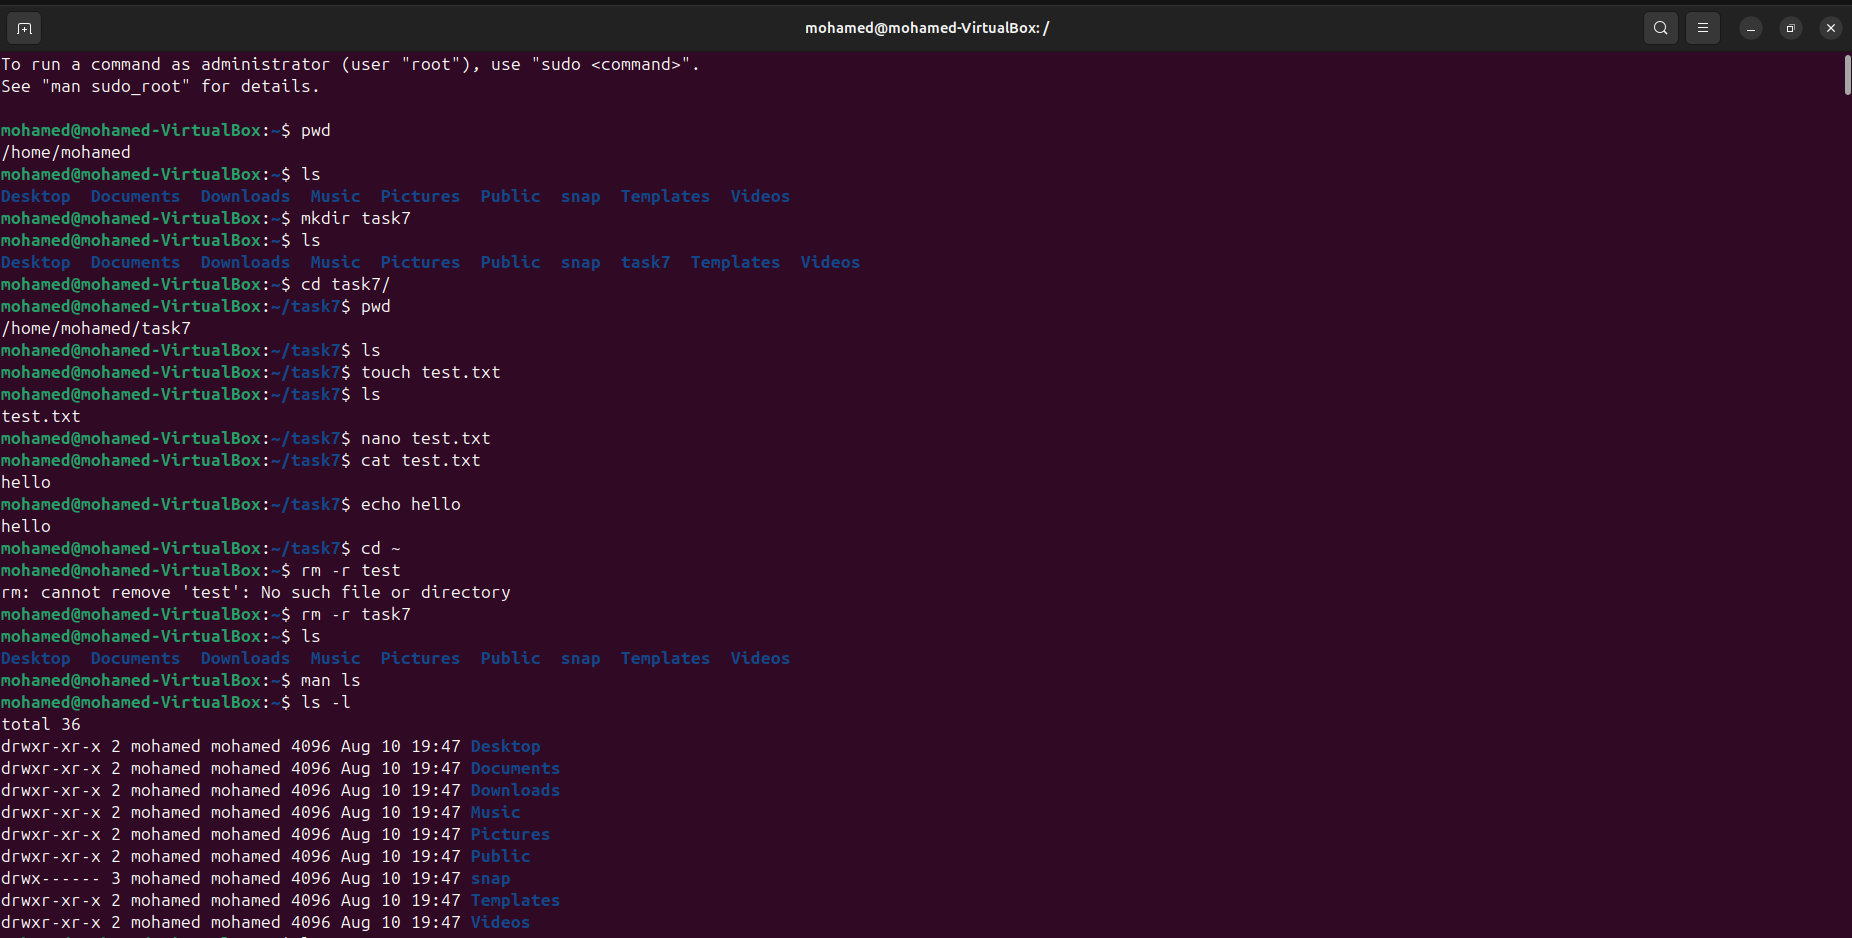 mohamed@mohamed-VirtualBox: /
To run a command as administrator (user "root"), use "sudo <command>".
See "man sudo_root" for details.
mohamed@mohamed-VirtualBox:~$ pwd
/home/mohamed
mohamed@mohamed-VirtualBox:~$ ls
Desktop  Documents  Downloads  Music  Pictures  Public  snap  Templates  Videos
mohamed@mohamed-VirtualBox:~$ mkdir task7
mohamed@mohamed-VirtualBox:~$ ls
Desktop  Documents  Downloads  Music  Pictures  Public  snap  task7  Templates  Videos
mohamed@mohamed-VirtualBox:~$ cd task7/
mohamed@mohamed-VirtualBox:~/task7$ pwd
/home/mohamed/task7
mohamed@mohamed-VirtualBox:~/task7$ ls
mohamed@mohamed-VirtualBox:~/task7$ touch test.txt
mohamed@mohamed-VirtualBox:~/task7$ ls
test.txt
mohamed@mohamed-VirtualBox:~/task7$ nano test.txt
mohamed@mohamed-VirtualBox:~/task7$ cat test.txt
hello
mohamed@mohamed-VirtualBox:~/task7$ echo hello
hello
mohamed@mohamed-VirtualBox:~/task7$ cd ~
mohamed@mohamed-VirtualBox:~$ rm -r test
rm: cannot remove 'test': No such file or directory
mohamed@mohamed-VirtualBox:~$ rm -r task7
mohamed@mohamed-VirtualBox:~$ ls
Desktop  Documents  Downloads  Music  Pictures  Public  snap  Templates  Videos
mohamed@mohamed-VirtualBox:~$ man ls
mohamed@mohamed-VirtualBox:~$ ls -l
total 36
drwxr-xr-x 2 mohamed mohamed 4096 Aug 10 19:47 Desktop
drwxr-xr-x 2 mohamed mohamed 4096 Aug 10 19:47 Documents
drwxr-xr-x 2 mohamed mohamed 4096 Aug 10 19:47 Downloads
drwxr-xr-x 2 mohamed mohamed 4096 Aug 10 19:47 Music
drwxr-xr-x 2 mohamed mohamed 4096 Aug 10 19:47 Pictures
drwxr-xr-x 2 mohamed mohamed 4096 Aug 10 19:47 Public
drwx------ 3 mohamed mohamed 4096 Aug 10 19:47 snap
drwxr-xr-x 2 mohamed mohamed 4096 Aug 10 19:47 Templates
drwxr-xr-x 2 mohamed mohamed 4096 Aug 10 19:47 Videos